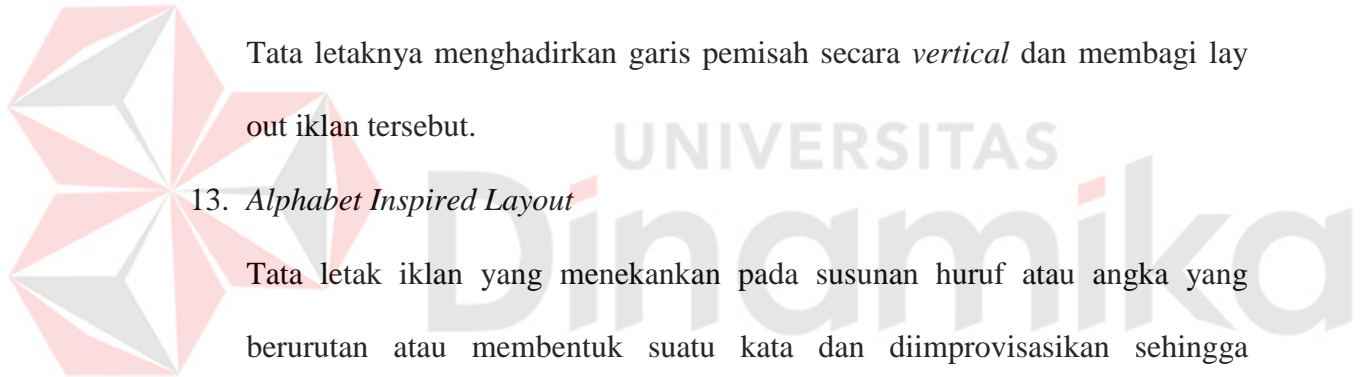 Tata letaknya menghadirkan garis pemisah secara vertical dan membagi lay
out iklan tersebut.
UNIVERSITAS
Dinamika
13. Alphabet Inspired Layout
Tata letak iklan yang menekankan pada susunan huruf atau angka yang
berurutan atau membentuk suatu kata dan diimprovisasikan sehingga